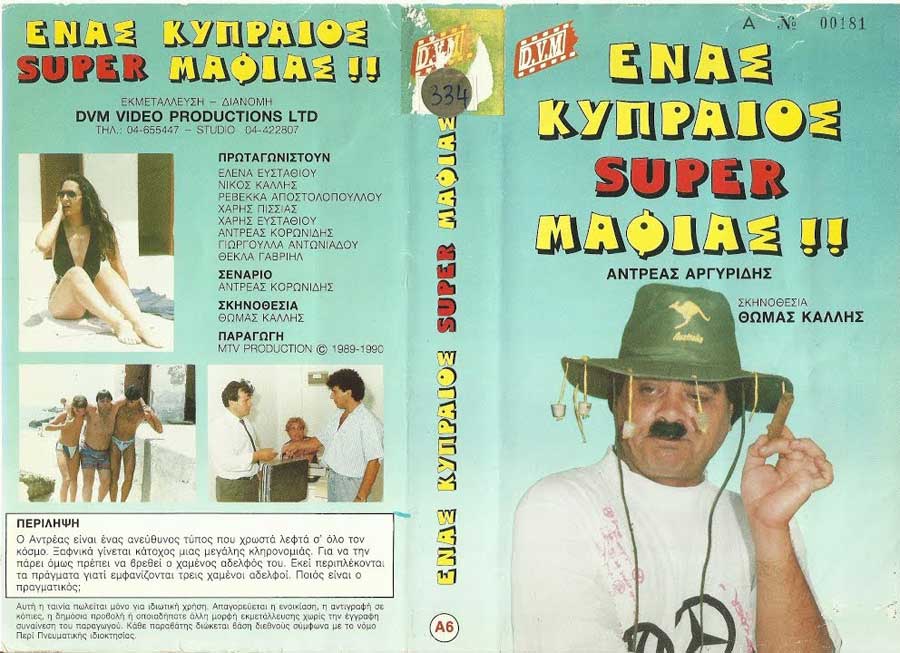 ΕΝΑΣ ΚΥΠΡΑΙΟΣ
SUPER ΜΑΦΙΑΣ !!
ΕΚΜΕΤΑΛΛΕΥΣΗ – ΔΙΑΝΟΜΗ
DVM VIDEO PRODUCTIONS LTD
ΤΗΛ.: 04-655447 – STUDIO 04-422807
ΠΡΩΤΑΓΩΝΙΣΤΟΥΝ
ΕΛΕΝΑ ΕΥΣΤΑΘΙΟΥ
ΝΙΚΟΣ ΚΑΛΛΗΣ
ΡΕΒΕΚΚΑ ΑΠΟΣΤΟΛΟΠΟΥΛΛΟΥ
ΧΑΡΗΣ ΠΙΣΣΙΑΣ
ΧΑΡΗΣ ΕΥΣΤΑΘΙΟΥ
ΑΝΤΡΕΑΣ ΚΟΡΩΝΙΔΗΣ
ΓΙΩΡΓΟΥΛΛΑ ΑΝΤΩΝΙΑΔΟΥ
ΘΕΚΛΑ ΓΑΒΡΙΗΛ
ΣΕΝΑΡΙΟ
ΑΝΤΡΕΑΣ ΚΟΡΩΝΙΔΗΣ
ΣΚΗΝΟΘΕΣΙΑ
ΘΩΜΑΣ ΚΑΛΛΗΣ
ΠΑΡΑΓΩΓΗ
MTV PRODUCTION © 1989-1990
ΠΕΡΙΛΗΨΗ
Ο Αντρέας είναι ένας ανεύθυνος τύπος που χρωστά λεφτά σ' όλο τον
κόσμο. Ξαφνικά γίνεται κάτοχος μιας μεγάλης κληρονομιάς. Για να την
πάρει όμως πρέπει να βρεθεί ο χαμένος αδελφός του. Εκεί περιπλέκονται
τα πράγματα γιατί εμφανίζονται τρεις χαμένοι αδελφοί. Ποιός είναι ο
πραγματικός;
Αυτή η ταινία πωλείται μόνο για ιδιωτική χρήση. Απαγορεύεται η ενοικίαση, η αντιγραφή σε
κόπιες, η δημόσια προβολή ή οποιαδήποτε άλλη μορφή εκμετάλλευσης χωρίς την έγγραφη
συναίνεση του παραγωγού. Κάθε παραβάτης διώκεται βάση διεθνούς σύμφωνα με το νόμο
Περί Πνευματικής ιδιοκτησίας.
D.V.M
334
ΕΝΑΣ ΚΥΠΡΑΙΟΣ SUPER ΜΑΦΙΑΣ
A6
A № 00181
D.V.M
ΕΝΑΣ
ΚΥΠΡΑΙΟΣ
SUPER
ΜΑΦΙΑΣ !!
ΑΝΤΡΕΑΣ ΑΡΓΥΡΙΔΗΣ
ΣΚΗΝΟΘΕΣΙΑ
ΘΩΜΑΣ ΚΑΛΛΗΣ
Australia